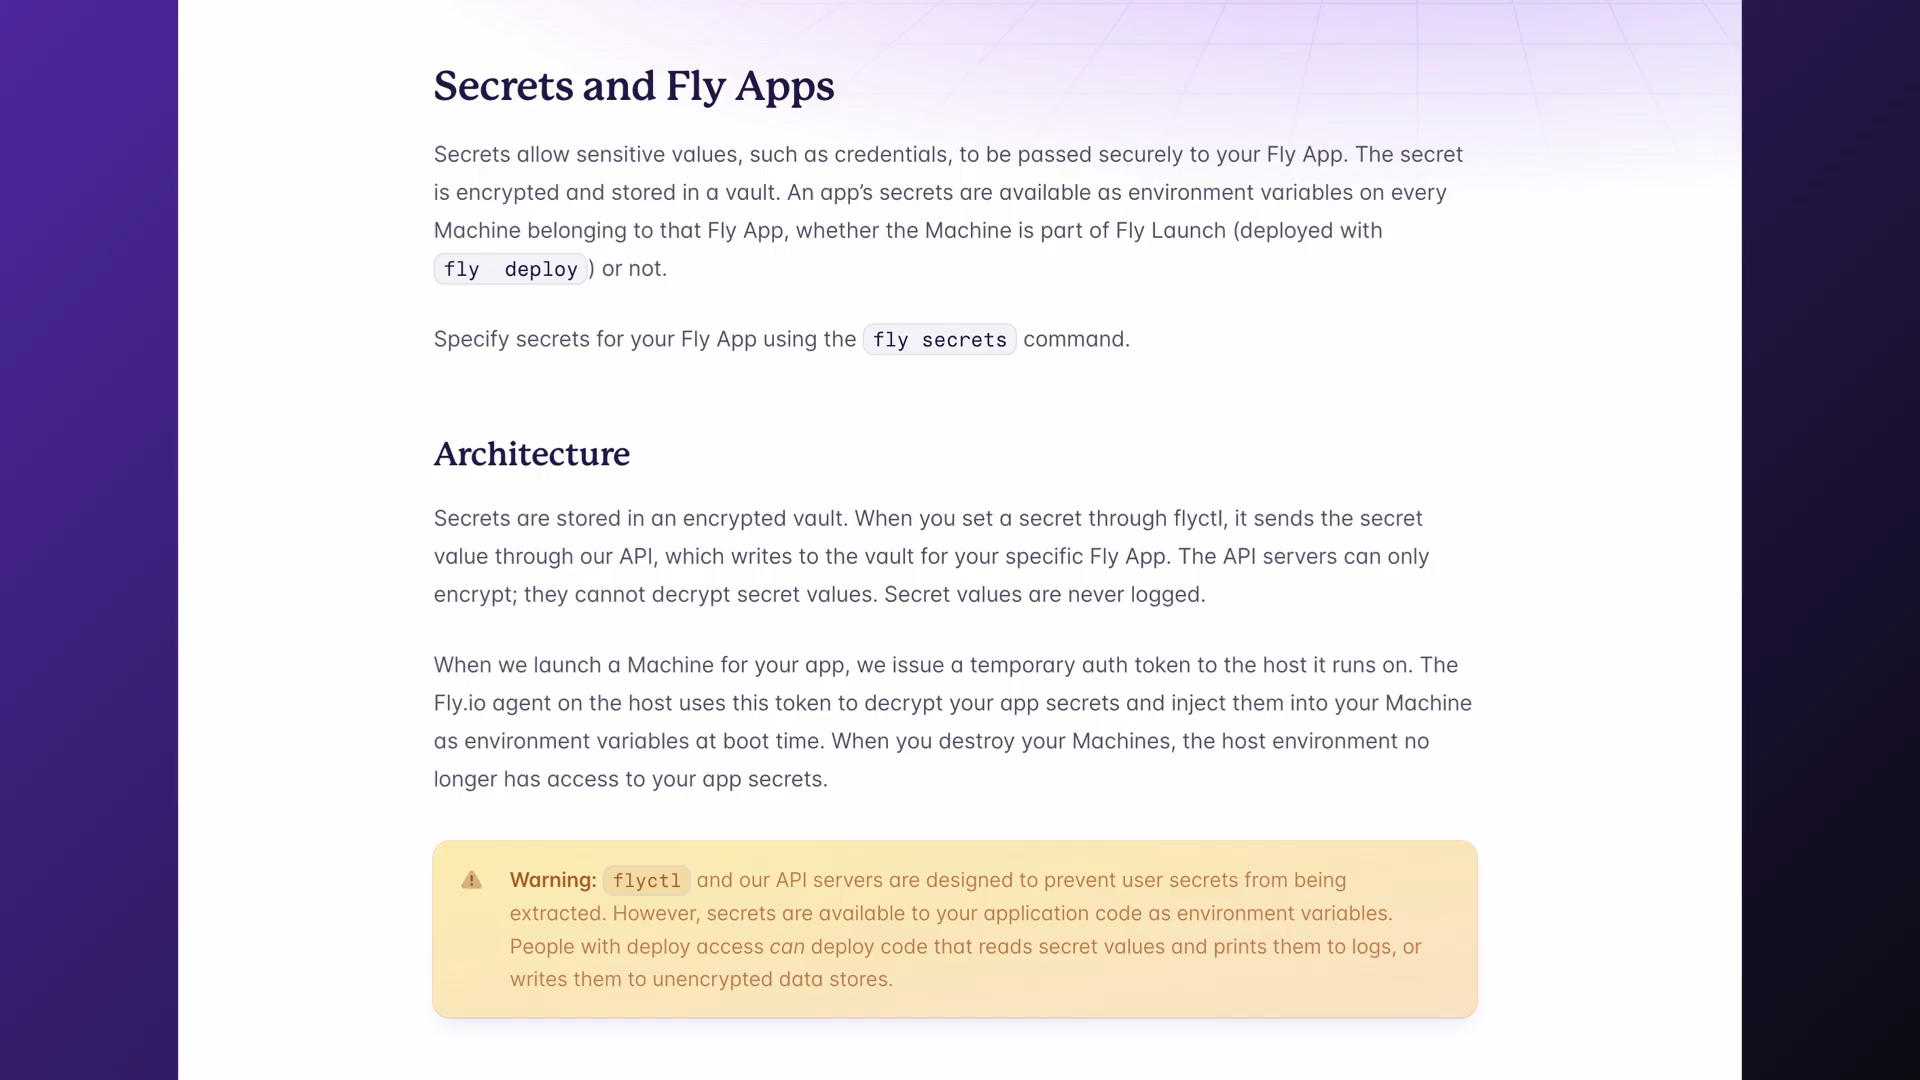 Secrets and Fly Apps
Secrets allow sensitive values, such as credentials, to be passed securely to your Fly App. The secret
is encrypted and stored in a vault. An app’s secrets are available as environment variables on every
Machine belonging to that Fly App, whether the Machine is part of Fly Launch (deployed with
fly deploy) or not.
Specify secrets for your Fly App using the fly secrets command.
Architecture
Secrets are stored in an encrypted vault. When you set a secret through flyctl, it sends the secret
value through our API, which writes to the vault for your specific Fly App. The API servers can only
encrypt; they cannot decrypt secret values. Secret values are never logged.
When we launch a Machine for your app, we issue a temporary auth token to the host it runs on. The
Fly.io agent on the host uses this token to decrypt your app secrets and inject them into your Machine
as environment variables at boot time. When you destroy your Machines, the host environment no
longer has access to your app secrets.
Warning: flyctl and our API servers are designed to prevent user secrets from being
extracted. However, secrets are available to your application code as environment variables.
People with deploy access can deploy code that reads secret values and prints them to logs, or
writes them to unencrypted data stores.